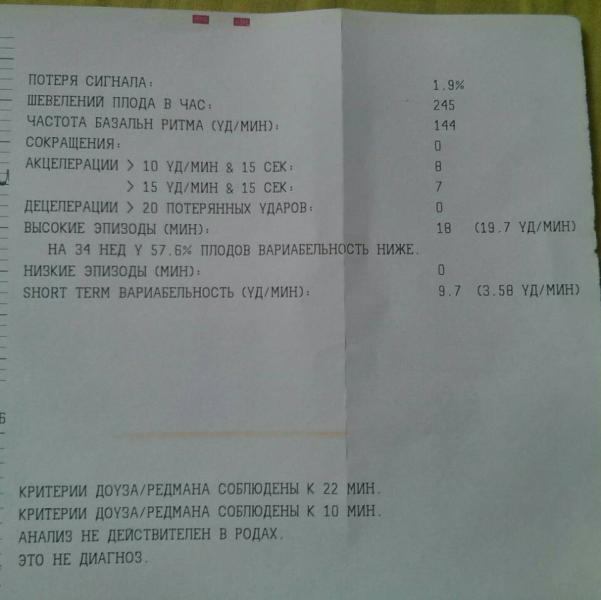 ПОТЕРЯ СИГНАЛА: 1.9%
ШЕВЕЛЕНИЙ ПЛОДА В ЧАС: 245
ЧАСТОТА БАЗАЛЬН РИТМА (УД/МИН): 144
СОКРАЩЕНИЯ: 0
АКЦЕЛЕРАЦИИ > 10 УД/МИН & 15 СЕК: 8
> 15 УД/МИН & 15 СЕК: 7
ДЕЦЕЛЕРАЦИИ > 20 ПОТЕРЯННЫХ УДАРОВ: 0
ВЫСОКИЕ ЭПИЗОДЫ (МИН): 18 (19.7 УД/МИН)
НА 34 НЕД У 57.6% ПЛОДОВ ВАРИАБЕЛЬНОСТЬ НИЖЕ.
НИЗКИЕ ЭПИЗОДЫ (МИН): 0
SHORT TERM ВАРИАБЕЛЬНОСТЬ (УД/МИН): 9.7 (3.58 УД/МИН)
КРИТЕРИИ ДОУЗА/РЕДМАНА СОБЛЮДЕНЫ К 22 МИН.
КРИТЕРИИ ДОУЗА/РЕДМАНА СОБЛЮДЕНЫ К 10 МИН.
АНАЛИЗ НЕ ДЕЙСТВИТЕЛЕН В РОДАХ.
ЭТО НЕ ДИАГНОЗ.